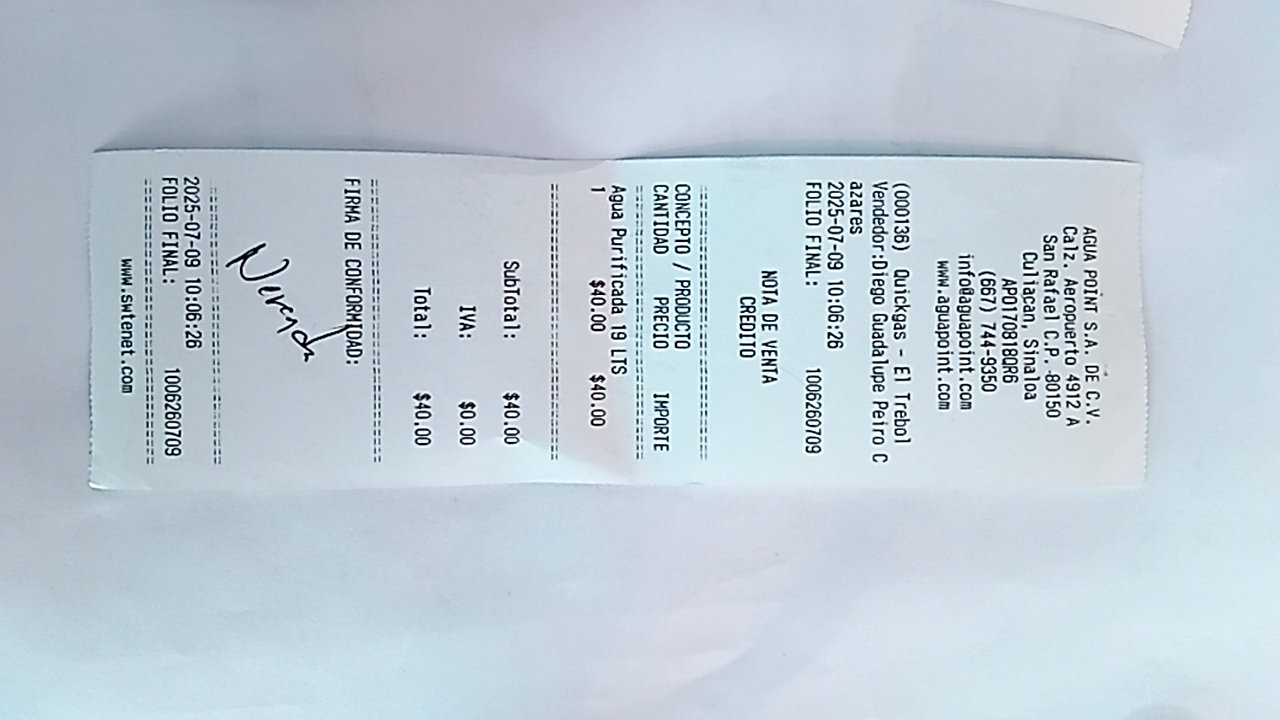 AGUA POINT S.A. DE C.V.
Calz. Aeropuerto 4912 A
San Rafael C.P. 80150
Culiacan, Sinaloa
APO170818QR6
(667) 744-9350
info@aguapoint.com
www.aguapoint.com
(000136) Quickgas - El Trebol
Vendedor:Diego Guadalupe Peiro C
azares
2025-07-09 10:06:26
FOLIO FINAL: 1006260709
NOTA DE VENTA
CREDITO
CONCEPTO / PRODUCTO
CANTIDAD PRECIO IMPORTE
Agua Purificada 19 LTS
1 $40.00 $40.00
SubTotal: $40.00
IVA: $0.00
Total: $40.00
FIRMA DE CONFORMIDAD:
2025-07-09 10:06:26
FOLIO FINAL: 1006260709
www.swtenet.com